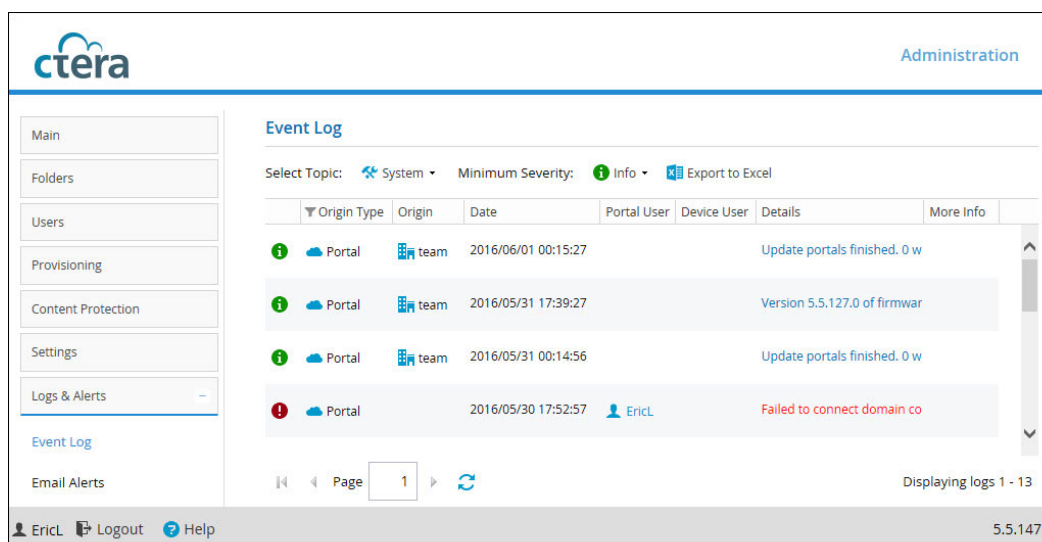 ctera
Administration
Main
Folders
Users
Provisioning
Content Protection
Settings
Logs & Alerts
Event Log
Email Alerts
Event Log
Select Topic: System Minimum Severity: Info Export to Excel
Origin Type Origin Date Portal User Device User Details More Info
Portal team 2016/06/01 00:15:27 Update portals finished. 0 w
Portal team 2016/05/31 17:39:27 Version 5.5.127.0 of firmwar
Portal team 2016/05/31 00:14:56 Update portals finished. 0 w
Portal 2016/05/30 17:52:57 EricL Failed to connect domain co
Page 1 Displaying logs 1 - 13
EricL Logout Help 5.5.147